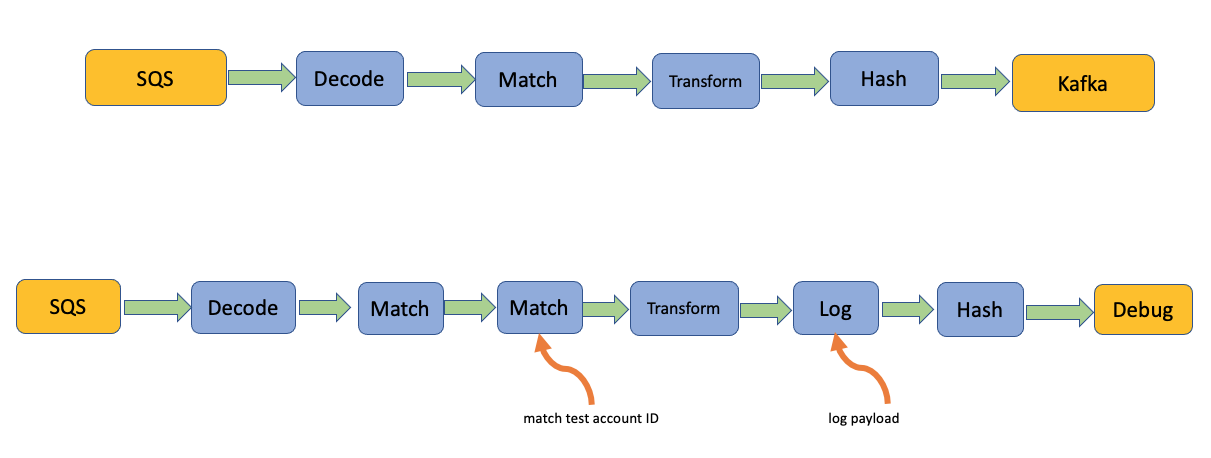 SQS
Decode
Match
Transform
Hash
Kafka
SQS
Decode
Match
Match
Transform
Log
Hash
Debug
match test account ID
log payload